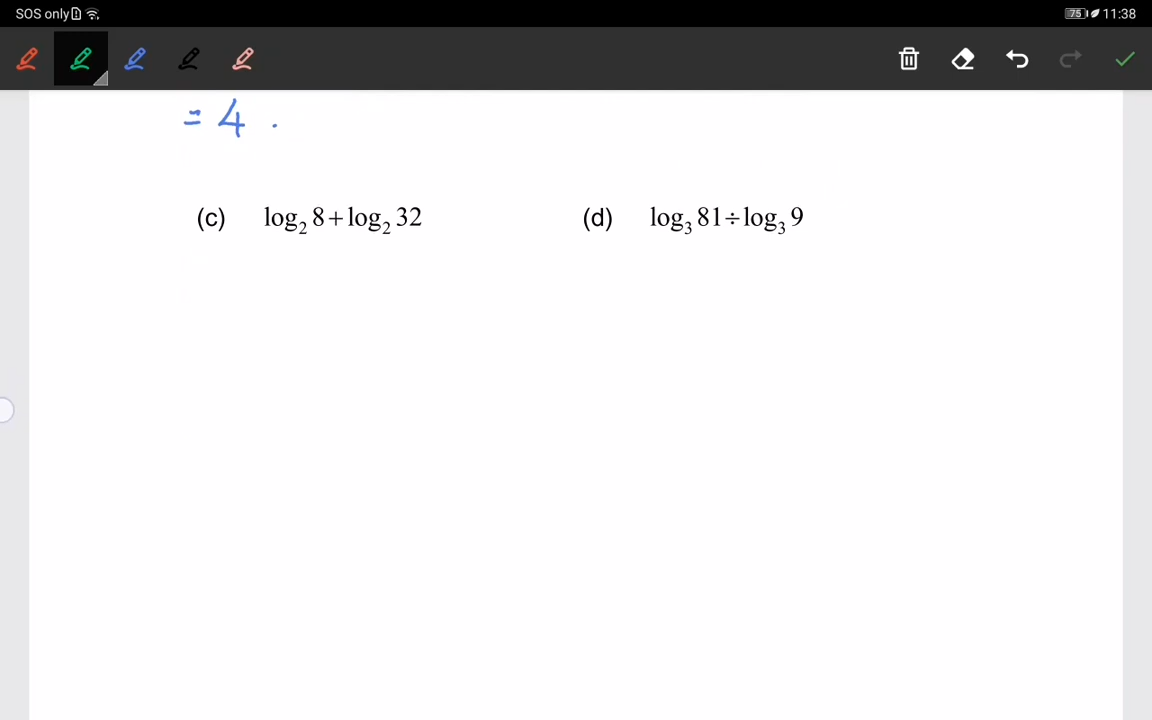 SOS only 75 11:38
= 4 .
(c) log₂ 8 + log₂ 32 (d) log₃ 81 ÷ log₃ 9